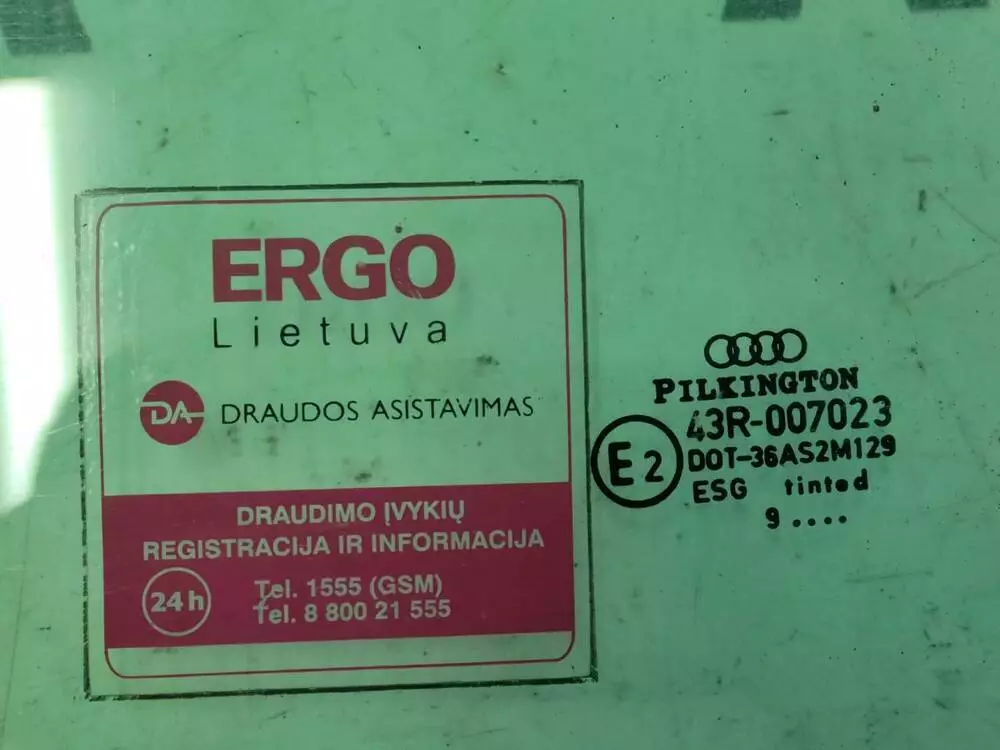 ERGO
Lietuva
DA DRAUDOS ASISTAVIMAS
DRAUDIMO ĮVYKIŲ
REGISTRACIJA IR INFORMACIJA
24 h
Tel. 1555 (GSM)
Tel. 8 800 21 555
PILKINGTON
43R-007023
E2
DOT-36AS2M129
ESG tinted
9 ....